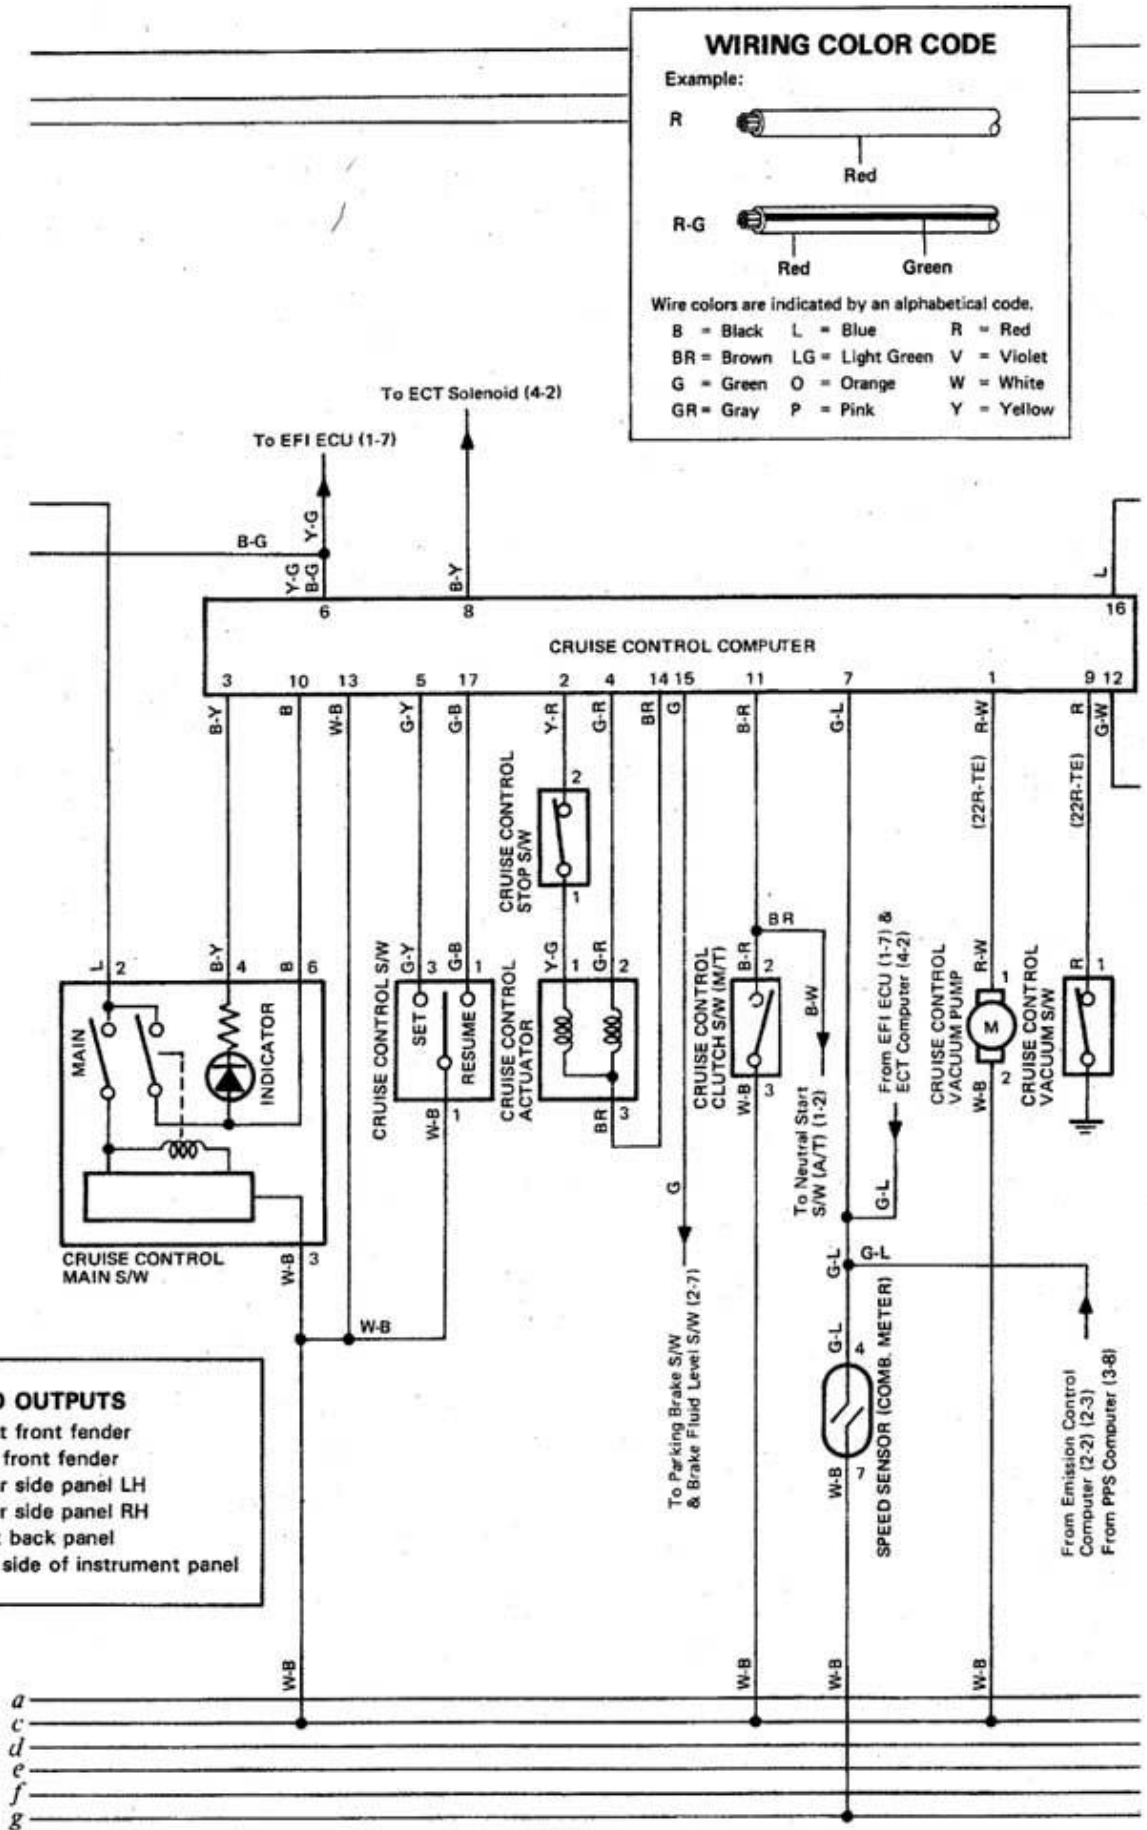 WIRING COLOR CODE
Example:
R
Red
R-G
Red Green
Wire colors are indicated by an alphabetical code.
B = Black L = Blue R = Red
BR = Brown LG = Light Green V = Violet
G = Green O = Orange W = White
GR = Gray P = Pink Y = Yellow
To ECT Solenoid (4-2)
To EFI ECU (1-7)
Y-G
B-G
Y-G
B-G
B-Y
L
6 8 16
CRUISE CONTROL COMPUTER
3 10 13 5 17 2 4 14 15 11 7 1 9 12
B-Y
B
W-B
G-Y
G-B
Y-R
G-R
BR
G
B-R
G-L
R-W
R
G-W
(22R-TE)
(22R-TE)
CRUISE CONTROL
STOP S/W
2
1
BR
B-W
L 2
B-Y 4
B 6
MAIN
INDICATOR
CRUISE CONTROL
MAIN S/W
W-B 3
CRUISE CONTROL S/W
G-Y 3
G-B 1
SET
RESUME
W-B 1
W-B
CRUISE CONTROL
ACTUATOR
Y-G 1
G-R 2
BR 3
G
To Parking Brake S/W
& Brake Fluid Level S/W (2-7)
CRUISE CONTROL
CLUTCH S/W (M/T)
B-R 2
W-B 3
To Neutral Start
S/W (A/T) (1-2)
From EFI ECU (1-7) &
ECT Computer (4-2)
G-L
G-L
G-L
G-L 4
W-B 7
SPEED SENSOR (COMB. METER)
CRUISE CONTROL
VACUUM PUMP
R-W 1
M
W-B 2
CRUISE CONTROL
VACUUM S/W
R 1
From Emission Control
Computer (2-2) (2-3)
From PPS Computer (3-8)
OUTPUTS
front fender
front fender
side panel LH
side panel RH
back panel
side of instrument panel
W-B
W-B
W-B
W-B
a
c
d
e
f
g